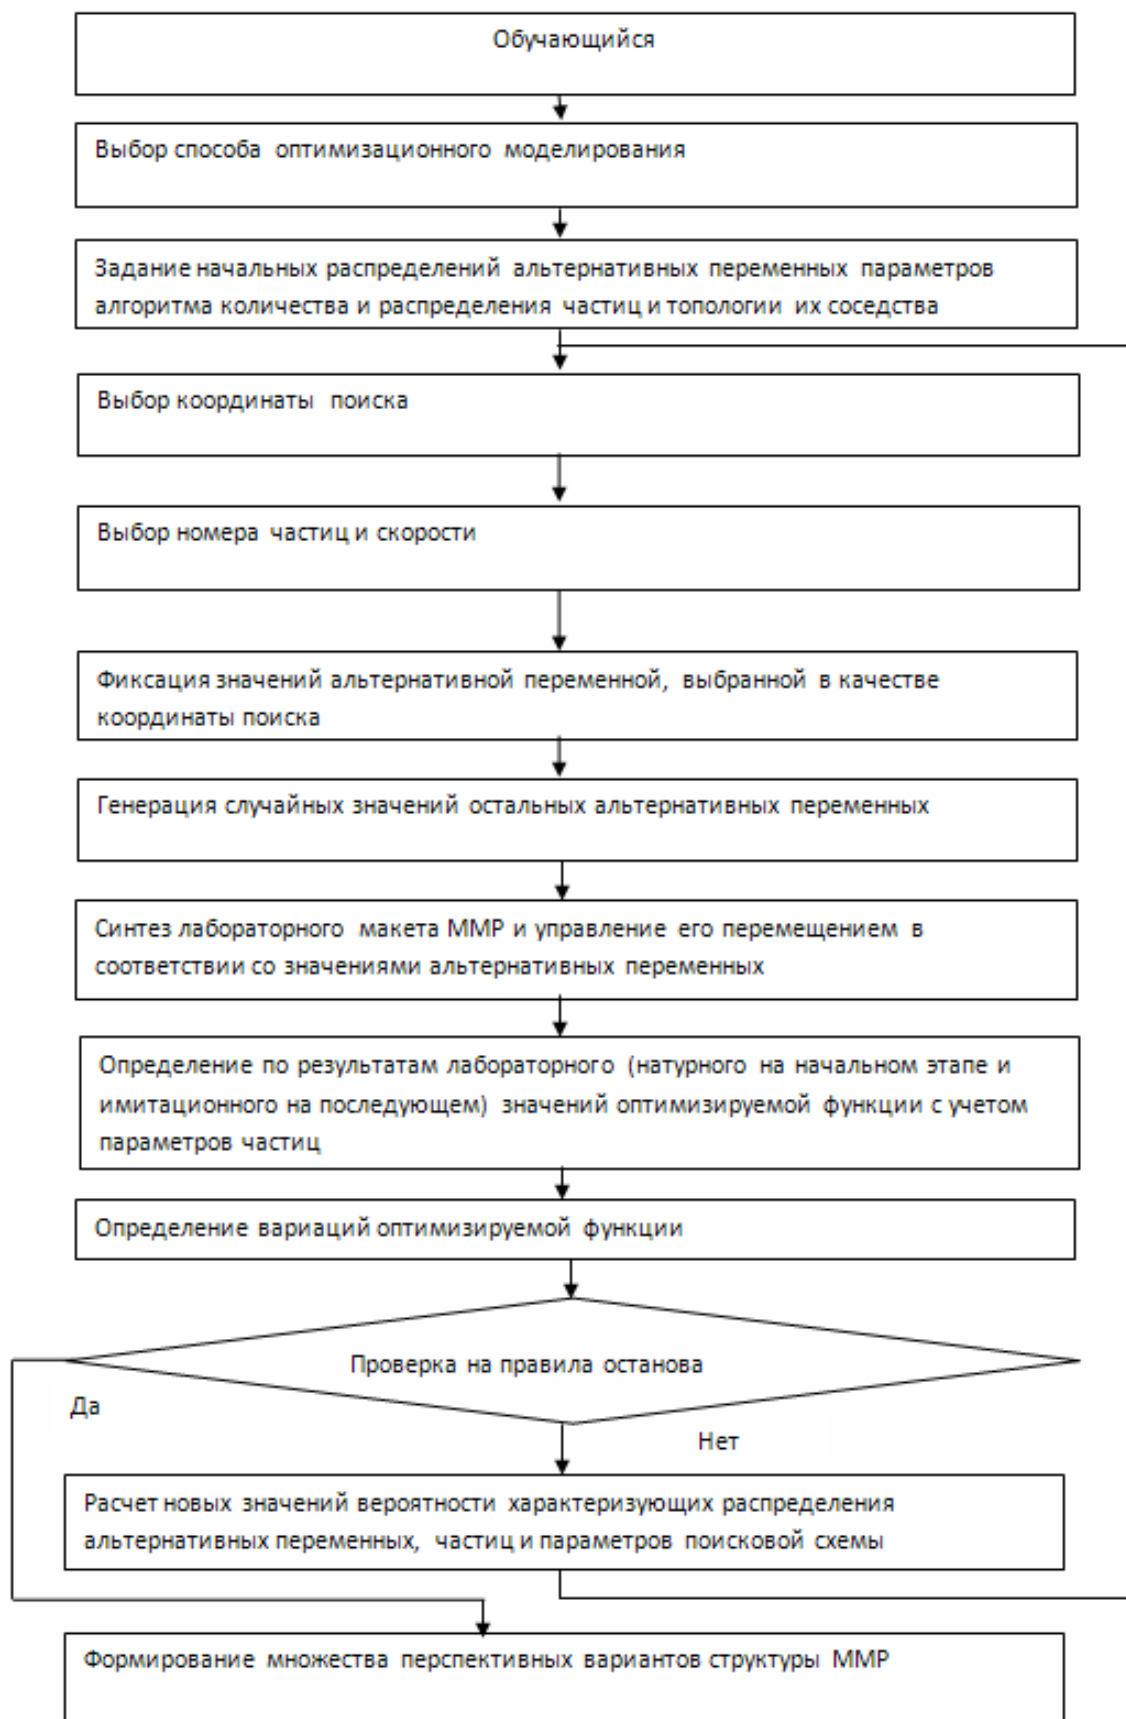 Обучающийся
Выбор способа оптимизационного моделирования
Задание начальных распределений альтернативных переменных параметров
алгоритма количества и распределения частиц и топологии их соседства
Выбор координаты поиска
Выбор номера частиц и скорости
Фиксация значений альтернативной переменной, выбранной в качестве
координаты поиска
Генерация случайных значений остальных альтернативных переменных
Синтез лабораторного макета ММР и управление его перемещением в
соответствии со значениями альтернативных переменных
Определение по результатам лабораторного (натурного на начальном этапе и
имитационного на последующем) значений оптимизируемой функции с учетом
параметров частиц
Определение вариаций оптимизируемой функции
Проверка на правила останова
Да
Нет
Расчет новых значений вероятности характеризующих распределения
альтернативных переменных, частиц и параметров поисковой схемы
Формирование множества перспективных вариантов структуры ММР